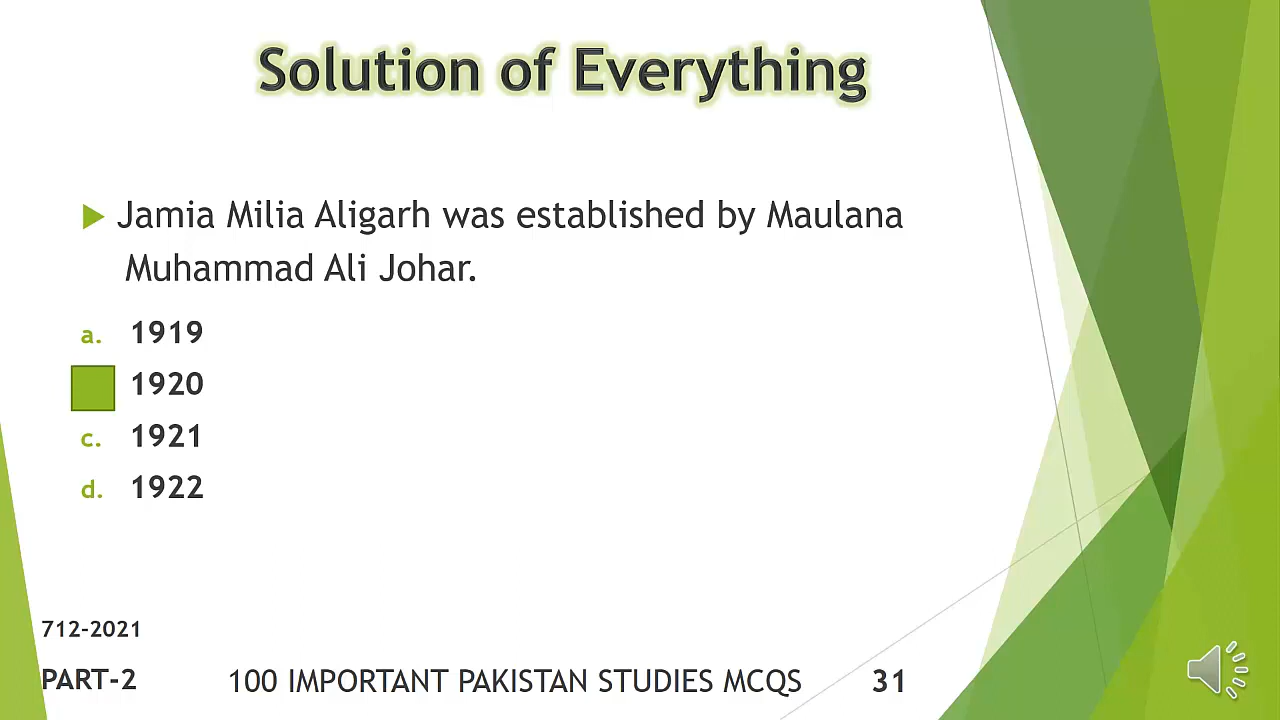 Solution of Everything
Jamia Milia Aligarh was established by Maulana
Muhammad Ali Johar.
a. 1919
1920
c. 1921
d. 1922
712-2021
PART-2 100 IMPORTANT PAKISTAN STUDIES MCQS 31